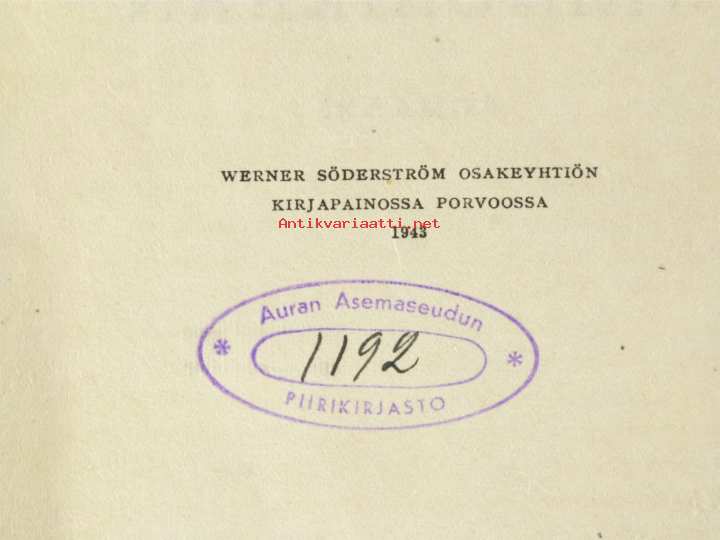 WERNER SÖDERSTRÖM OSAKEYHTIÖN
KIRJAPAINOSSA PORVOOSSA
Antikvariaatti.net
1943
Auran Asemaseudun
* 1192 *
PIIRIKIRJASTO